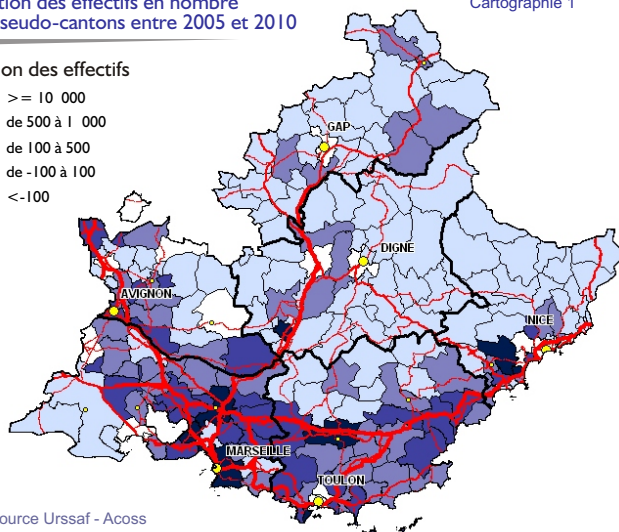 tion des effectifs en nombre
Cartographie 1
seudo-cantons entre 2005 et 2010
on des effectifs
>= 10 000
de 500 à 1 000
de 100 à 500
de -100 à 100
<-100
GAP
DIGNE
AVIGNON
NICE
MARSEILLE
TOULON
ource Urssaf - Acoss